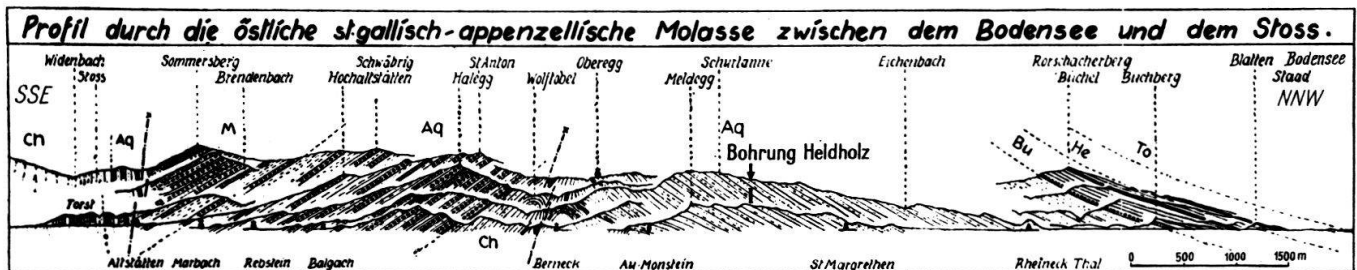 Profil durch die östliche st.gallisch-appenzellische Molasse zwischen dem Bodensee und dem Stoss.
Widenbach Sommersberg Schwäbrig St Anton Oberegg Schurtanne Eichenbach Rorschacherberg Blatten Bodensee
Stoss Brendenbach Hochaltstätten Halegg Wolftobel Meldegg Büchel Buchberg Staad
SSE NNW
Ch Aq M Aq Aq Bu He To
Bohrung Heldholz
Forst
Ch
Altstätten Marbach Rebstein Balgach Berneck Au-Monstein St Margrethen Rheineck Thal 0 500 1000 1500 m